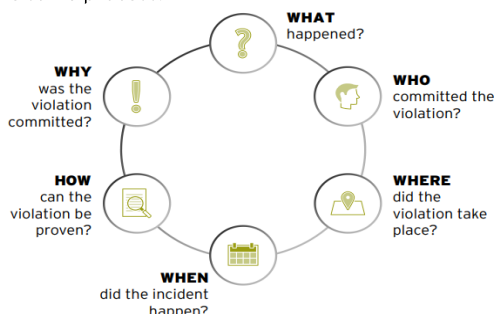 WHAT
happened?
WHO
committed the
violation?
WHERE
did the
violation take
place?
WHEN
did the incident
happen?
HOW
can the
violation be
proven?
WHY
was the
violation
committed?